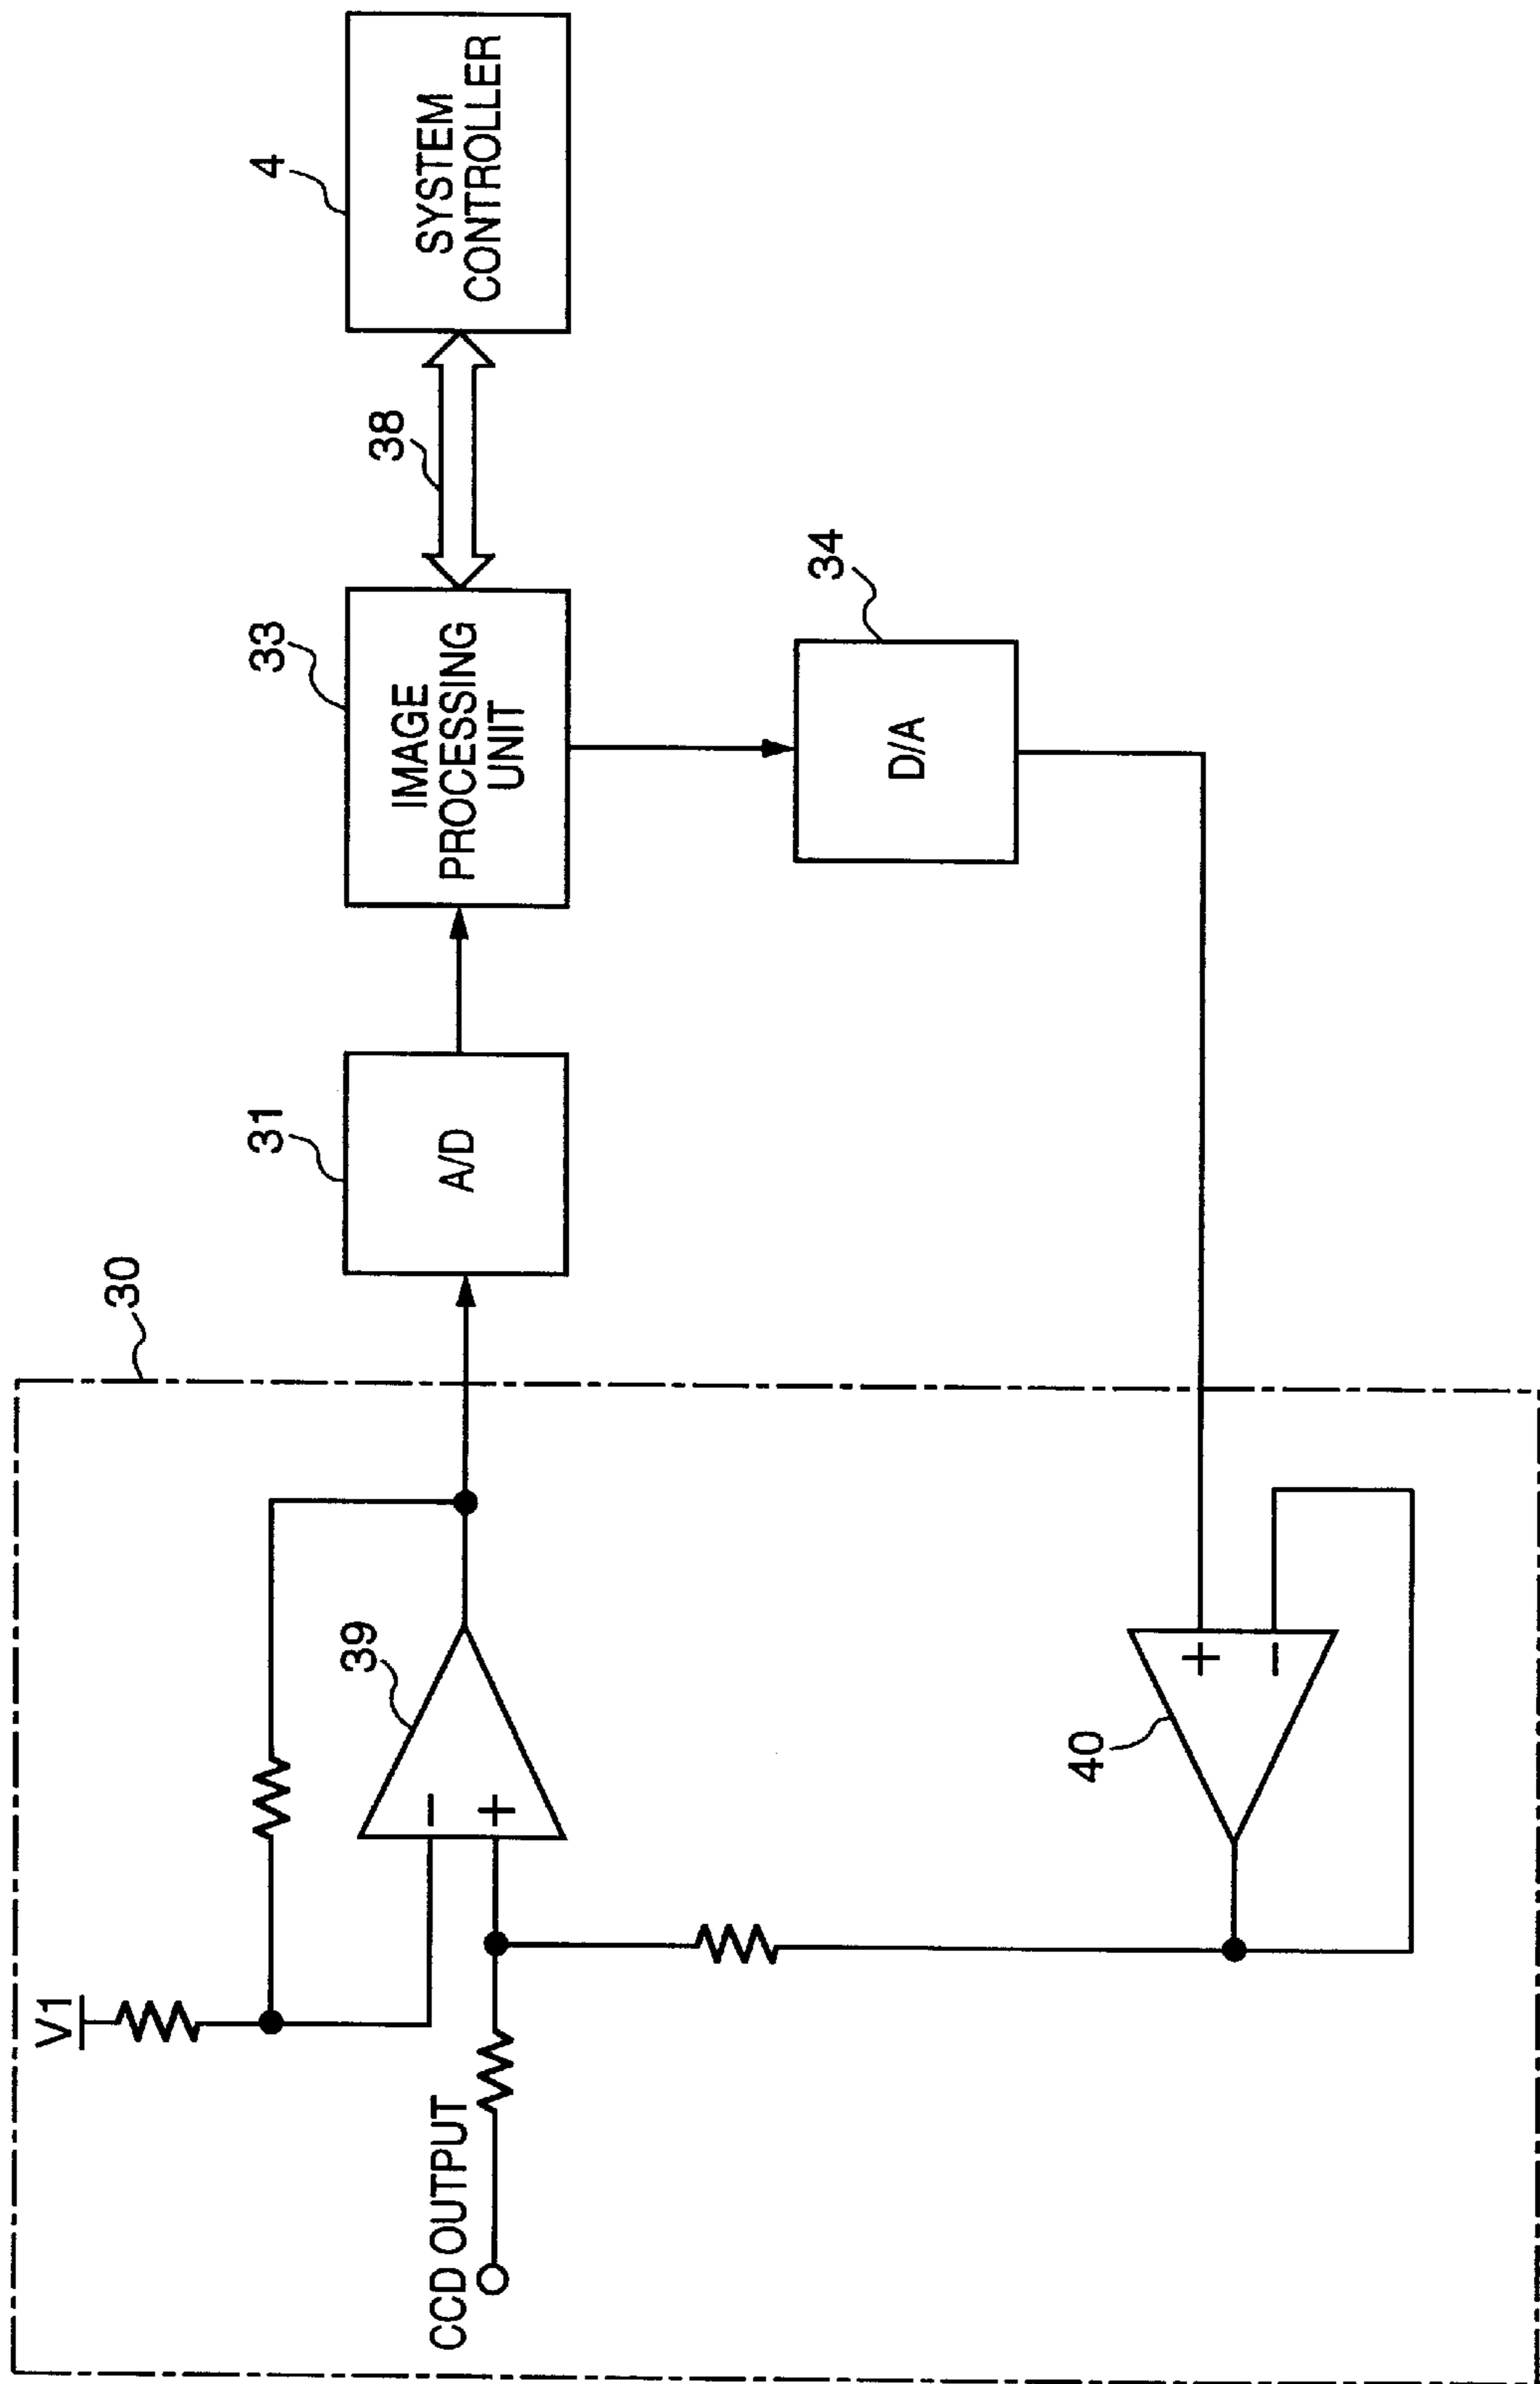 30
V1
39
CCD OUTPUT
−
+
40
+
−
31
A/D
33
IMAGE
PROCESSING
UNIT
34
D/A
38
4
SYSTEM
CONTROLLER